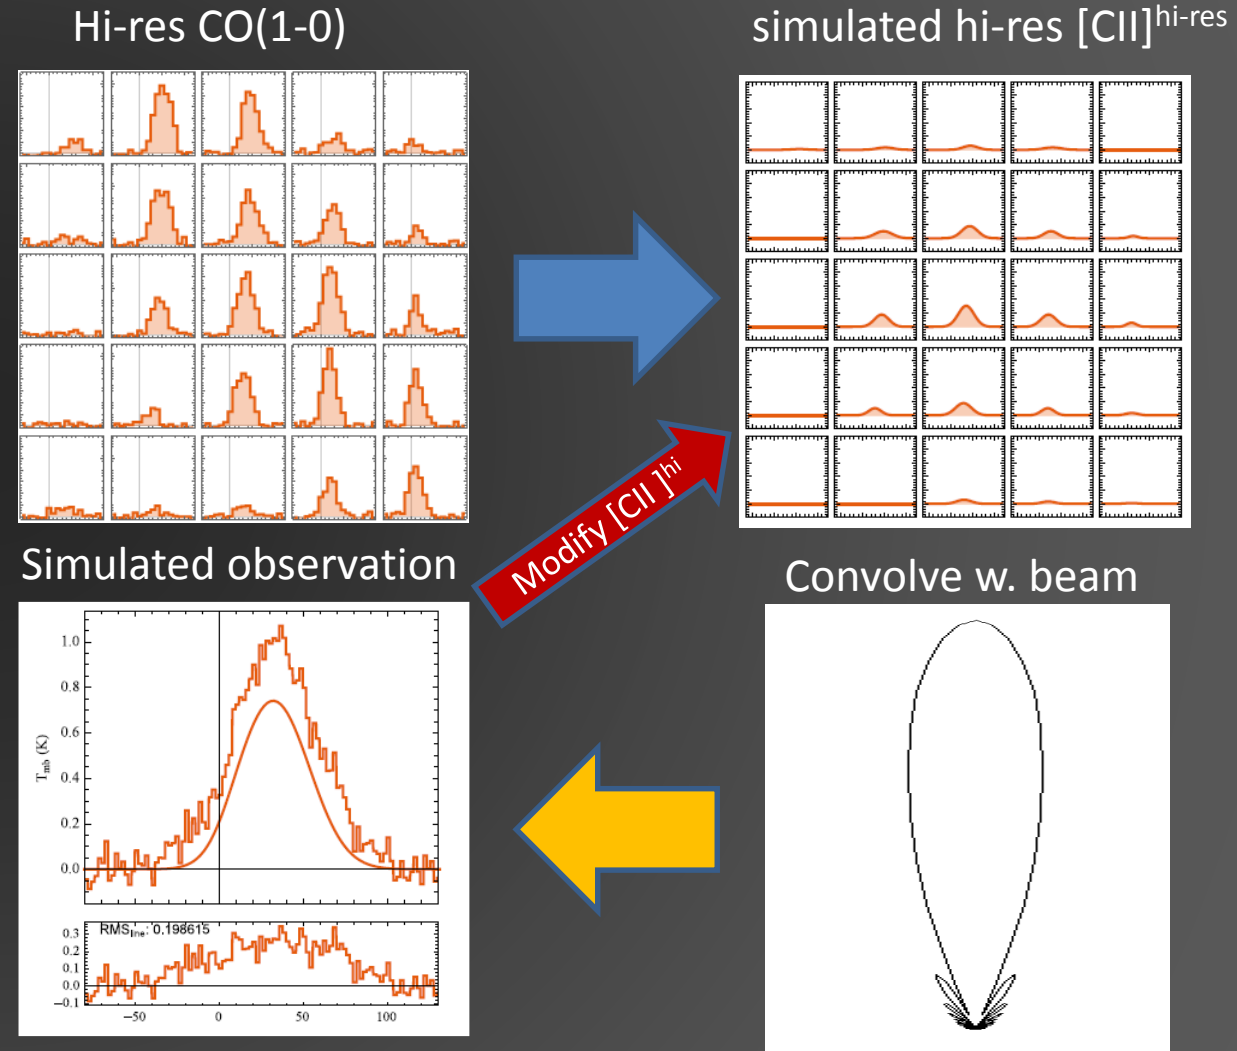 Hi-res CO(1-0)
simulated hi-res [CII]hi-res
Modify [CII ]hi
Simulated observation
Convolve w. beam
1.0
0.8
0.6
0.4
0.2
0.0
Tmb (K)
RMSline: 0.198615
0.3
0.2
0.1
0.0
−0.1
−50 0 50 100